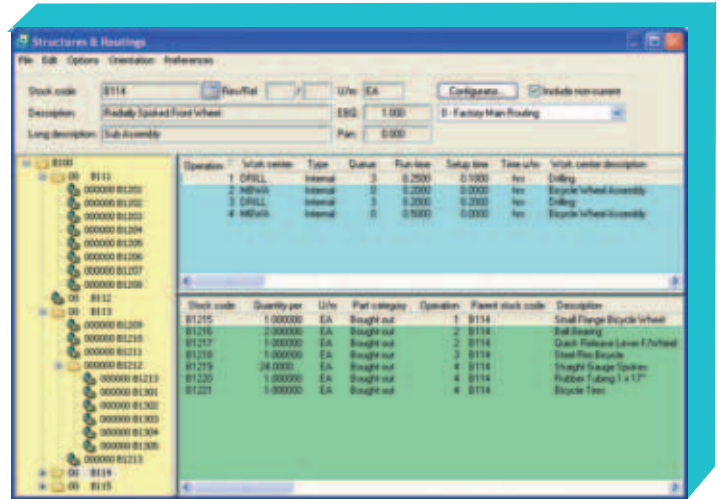 Structures & Routings
File Edit Options Orientation Preferences
Stock code B114 Rev/Rel / U/m EA Configurator... Include non-current
Description Radially Spoked Front Wheel EBQ 1.000 0 - Factory Main Routing
Long description Sub Assembly Pan 0.000
B100
00 B111
000000 B1201
000000 B1202
000000 B1203
000000 B1204
000000 B1205
000000 B1206
000000 B1207
000000 B1208
00 B112
00 B113
000000 B1209
000000 B1210
000000 B1211
000000 B1212
000000 B1213
000000 B1301
000000 B1302
000000 B1303
000000 B1304
000000 B1305
000000 B1213
00 B114
00 B115
Operation Work center Type Queue Run time Setup time Time u/m Work center description
1 DRILL Internal 3 0.2500 0.1000 hrs Drilling
2 Internal 0 0.2000 0.0000 hrs Bicycle Wheel Assembly
3 DRILL Internal 3 0.2000 0.2000 hrs Drilling
4 Internal 0 0.5000 0.0000 hrs Bicycle Wheel Assembly
Stock code Quantity per U/m Part category Operation Parent stock code Description
B1215 1.000000 EA Bought out 1 B114 Small Flange Bicycle Wheel
B1216 2.000000 EA Bought out 2 B114 Ball Bearing
B1217 1.000000 EA Bought out 2 B114 Quick Release Lever F/Wheel
B1218 1.000000 EA Bought out 3 B114 Steel Rim Bicycle
B1219 28.0000 EA Bought out 4 B114 Straight Gauge Spokes
B1220 1.000000 EA Bought out 4 B114 Rubber Tubing 1 x 17"
B1221 1.000000 EA Bought out 4 B114 Bicycle Tires